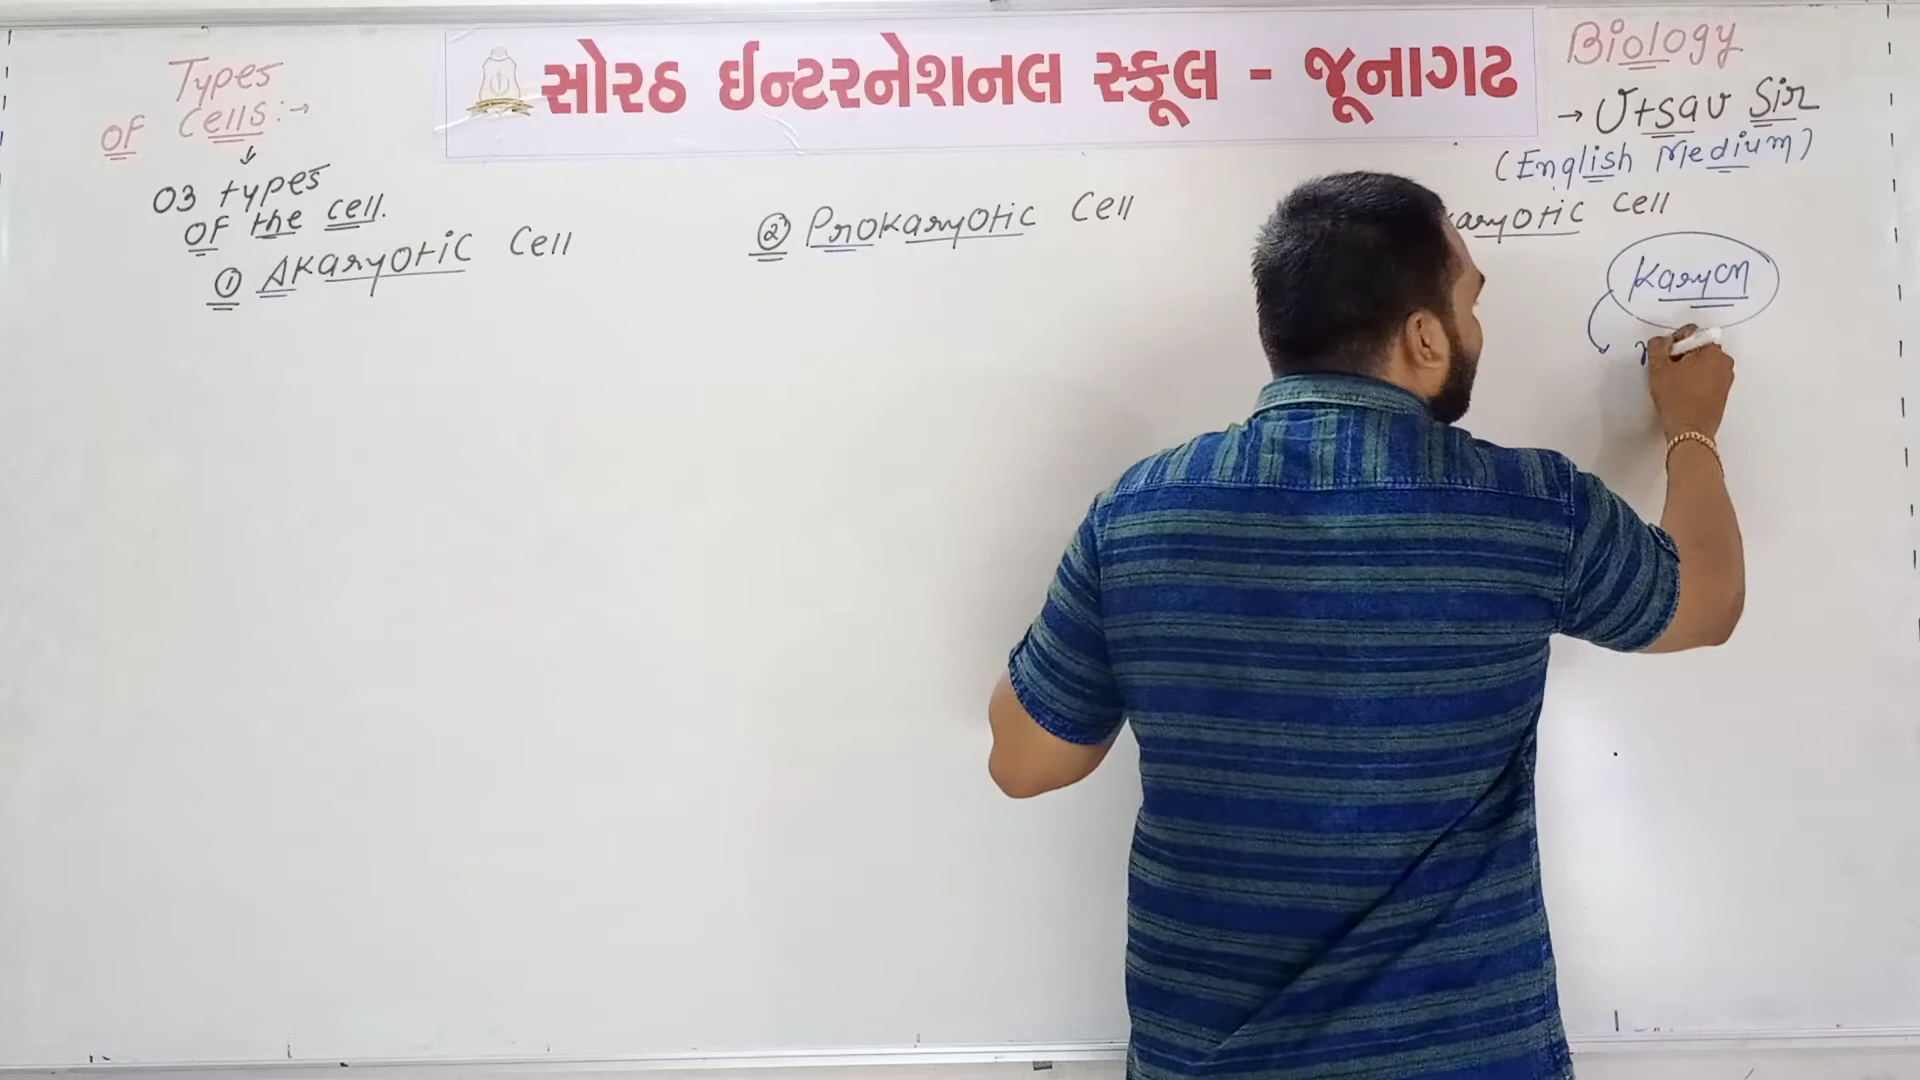 સોરઠ ઈન્ટરનેશનલ સ્કૂલ - જૂનાગઢ
Types
OF Cells:→
03 types
OF the cell.
① Akaryotic Cell
② Prokaryotic Cell
aryotic Cell
Biology
→ Utsav Sir
(English Medium)
Karyon